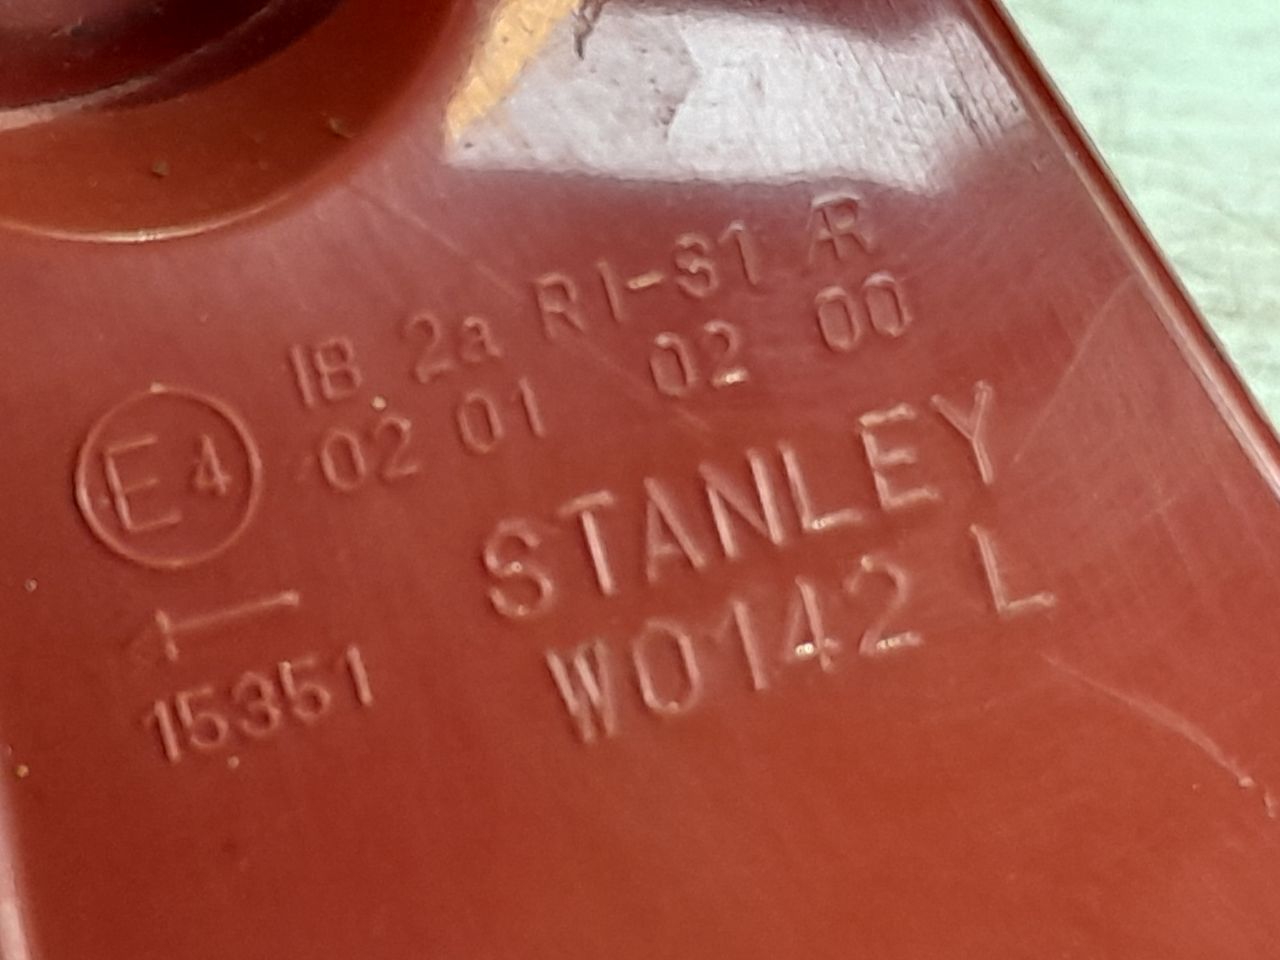 IB 2a R1-S1 AR
02 01 02 00
E4
STANLEY
W0142 L
15351